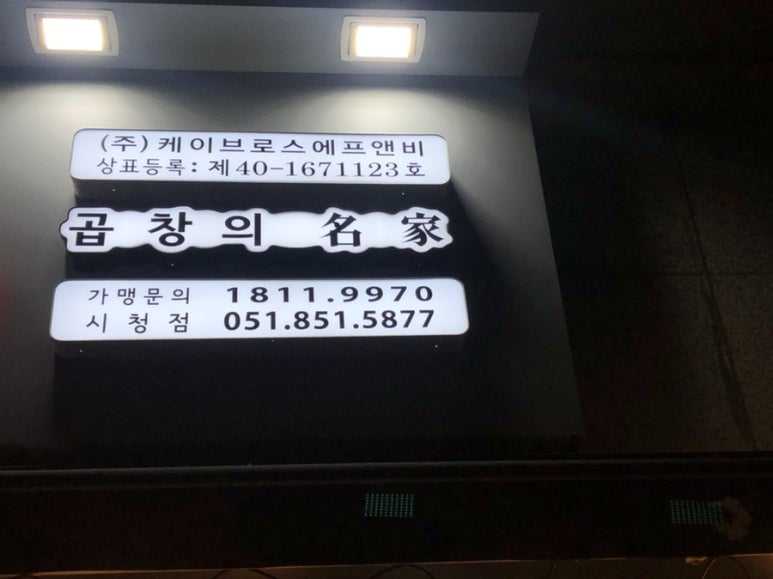 (주)케이브로스에프앤비
상표등록: 제40-1671123호
곱창의 名家
가맹문의 1811.9970
시청점 051.851.5877